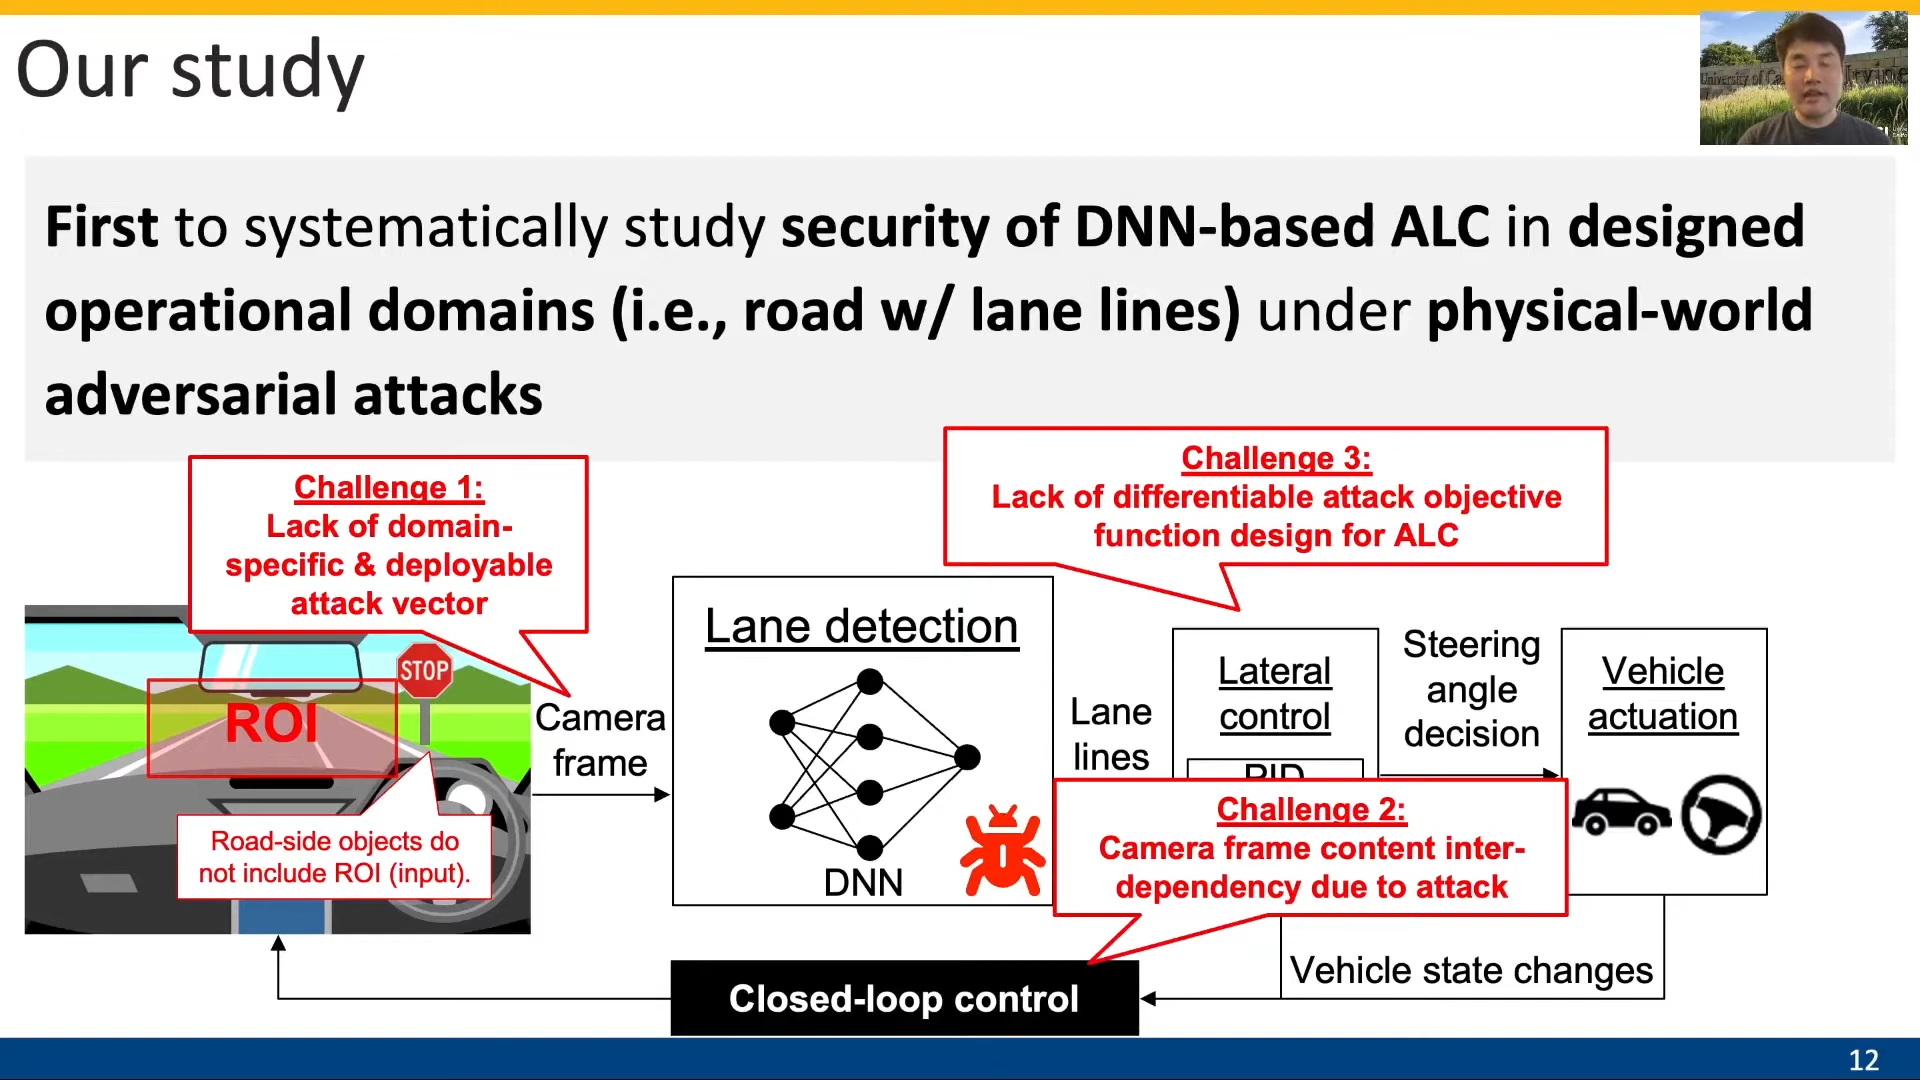 Our study
First to systematically study security of DNN-based ALC in designed
operational domains (i.e., road w/ lane lines) under physical-world
adversarial attacks
Challenge 1:
Lack of domain-
specific & deployable
attack vector
Challenge 3:
Lack of differentiable attack objective
function design for ALC
STOP
ROI
Road-side objects do
not include ROI (input).
Camera
frame
Lane detection
DNN
Lane
lines
Lateral
control
PID
Steering
angle
decision
Vehicle
actuation
Challenge 2:
Camera frame content inter-
dependency due to attack
Vehicle state changes
Closed-loop control
12